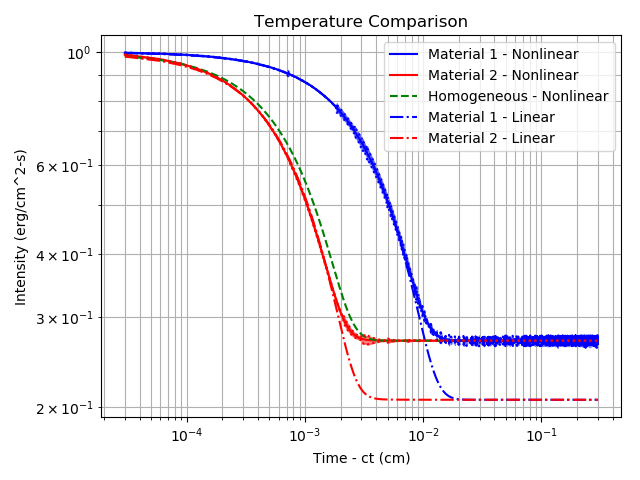 Temperature Comparison
Intensity (erg/cm^2-s)
10⁰
6 × 10⁻¹
4 × 10⁻¹
3 × 10⁻¹
2 × 10⁻¹
Material 1 - Nonlinear
Material 2 - Nonlinear
Homogeneous - Nonlinear
Material 1 - Linear
Material 2 - Linear
10⁻⁴ 10⁻³ 10⁻² 10⁻¹
Time - ct (cm)